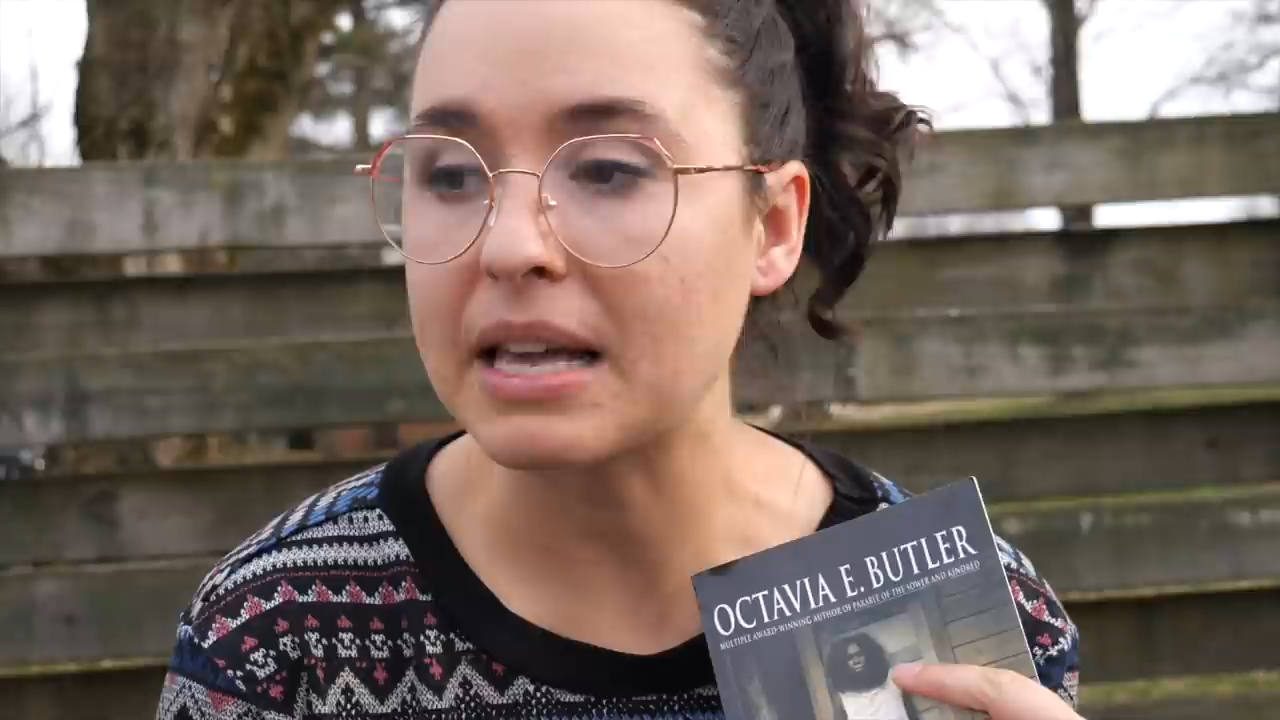 OCTAVIA E. BUTLER
MULTIPLE AWARD-WINNING AUTHOR OF PARABLE OF THE SOWER AND KINDRED